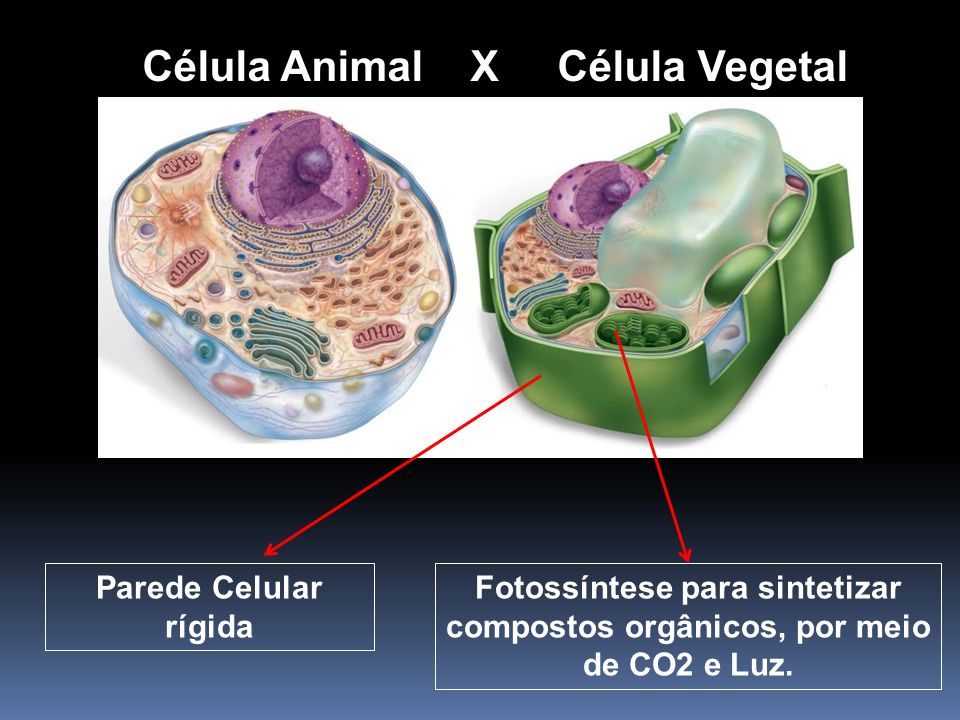 Célula Animal X Célula Vegetal
Parede Celular
rígida
Fotossíntese para sintetizar
compostos orgânicos, por meio
de CO2 e Luz.